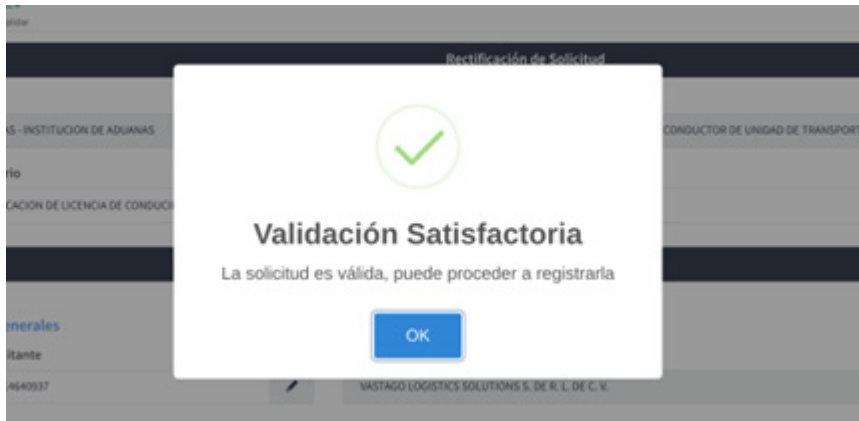 Rectificación de Solicitud
AS - INSTITUCION DE ADUANAS
CONDUCTOR DE UNIDAD DE TRANSPORT
rio
CACION DE LICENCIA DE CONDUCI
Validación Satisfactoria
La solicitud es válida, puede proceder a registrarla
OK
enerales
itante
4640937
VASTAGO LOGISTICS SOLUTIONS S. DE R. L. DE C. V.